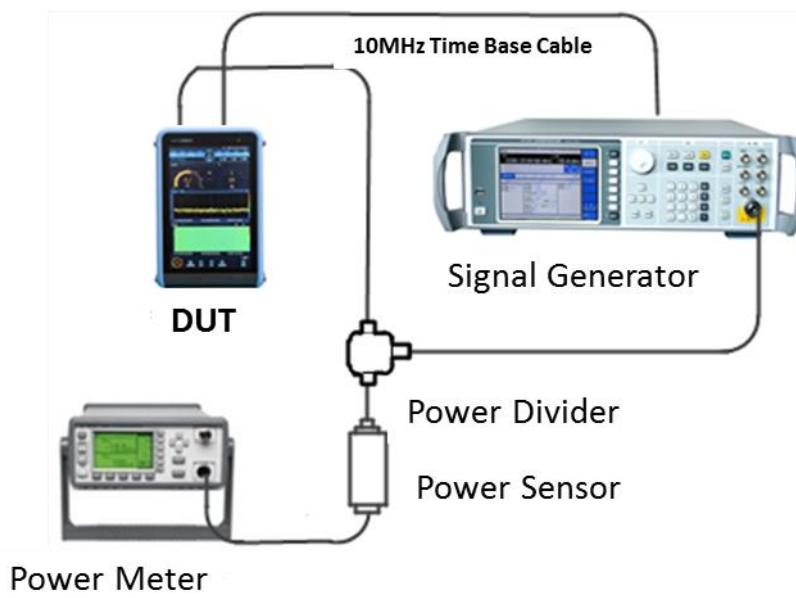 10MHz Time Base Cable
Signal Generator
DUT
Power Divider
Power Sensor
Power Meter